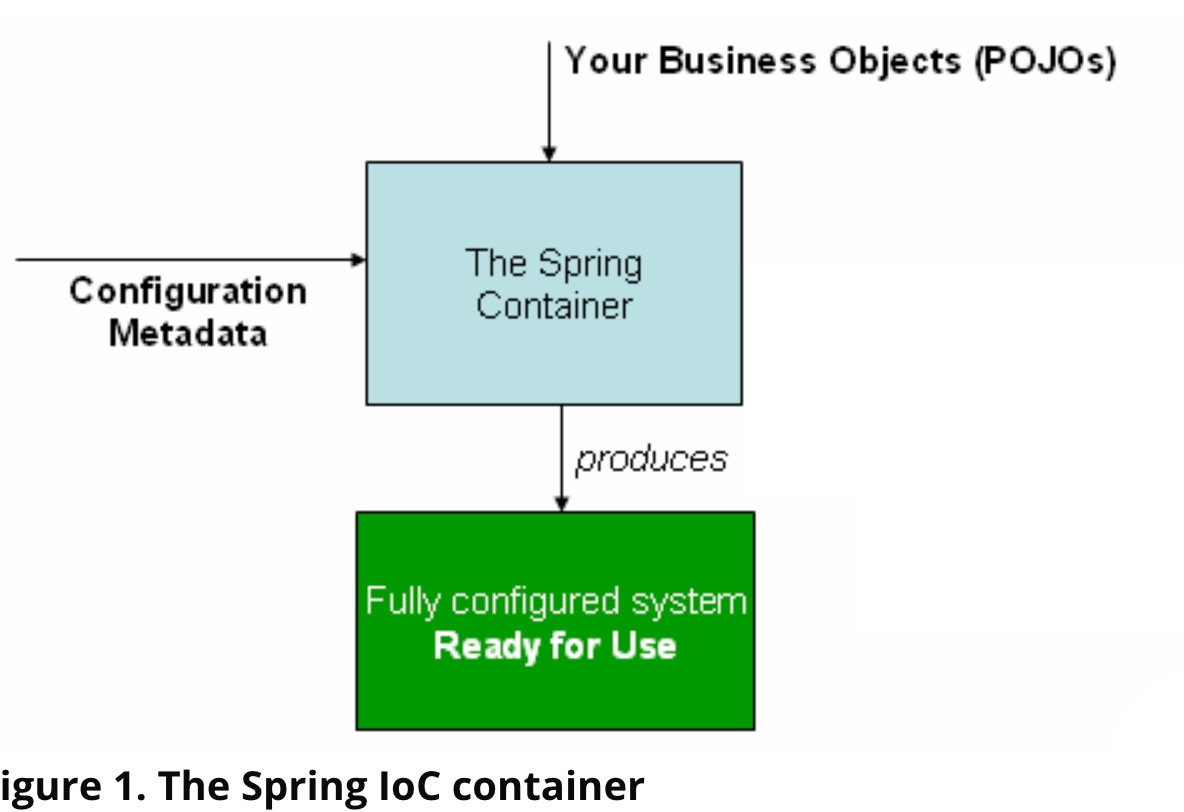 Your Business Objects (POJOs)
The Spring
Container
Configuration
Metadata
produces
Fully configured system
Ready for Use
igure 1. The Spring IoC container